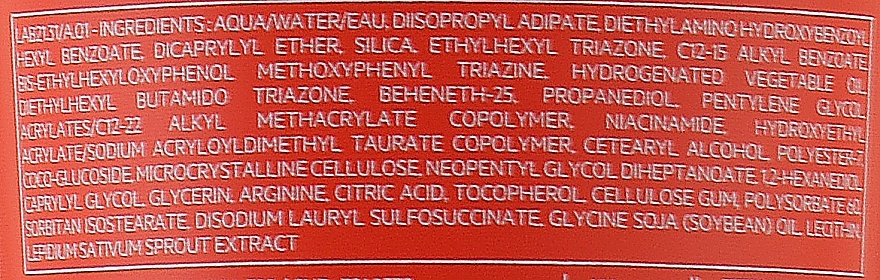 LAB2131/A.01 - INGREDIENTS : AQUA/WATER/EAU, DIISOPROPYL ADIPATE, DIETHYLAMINO HYDROXYBENZOYL
HEXYL BENZOATE, DICAPRYLYL ETHER, SILICA, ETHYLHEXYL TRIAZONE, C12-15 ALKYL BENZOATE,
BIS-ETHYLHEXYLOXYPHENOL METHOXYPHENYL TRIAZINE, HYDROGENATED VEGETABLE OIL,
DIETHYLHEXYL BUTAMIDO TRIAZONE, BEHENETH-25, PROPANEDIOL, PENTYLENE GLYCOL,
ACRYLATES/C12-22 ALKYL METHACRYLATE COPOLYMER, NIACINAMIDE, HYDROXYETHYL
ACRYLATE/SODIUM ACRYLOYLDIMETHYL TAURATE COPOLYMER, CETEARYL ALCOHOL, POLYESTER-7,
COCO-GLUCOSIDE, MICROCRYSTALLINE CELLULOSE, NEOPENTYL GLYCOL DIHEPTANOATE, 1,2-HEXANEDIOL,
CAPRYLYL GLYCOL, GLYCERIN, ARGININE, CITRIC ACID, TOCOPHEROL, CELLULOSE GUM, POLYSORBATE 60,
SORBITAN ISOSTEARATE, DISODIUM LAURYL SULFOSUCCINATE, GLYCINE SOJA (SOYBEAN) OIL, LECITHIN,
LEPIDIUM SATIVUM SPROUT EXTRACT